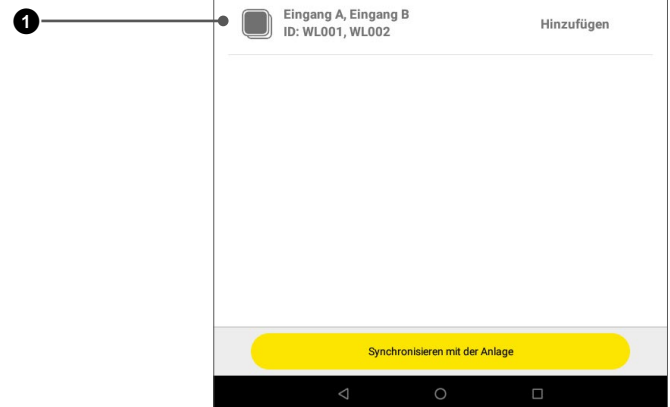 1
Eingang A, Eingang B
ID: WL001, WL002
Hinzufügen
Synchronisieren mit der Anlage